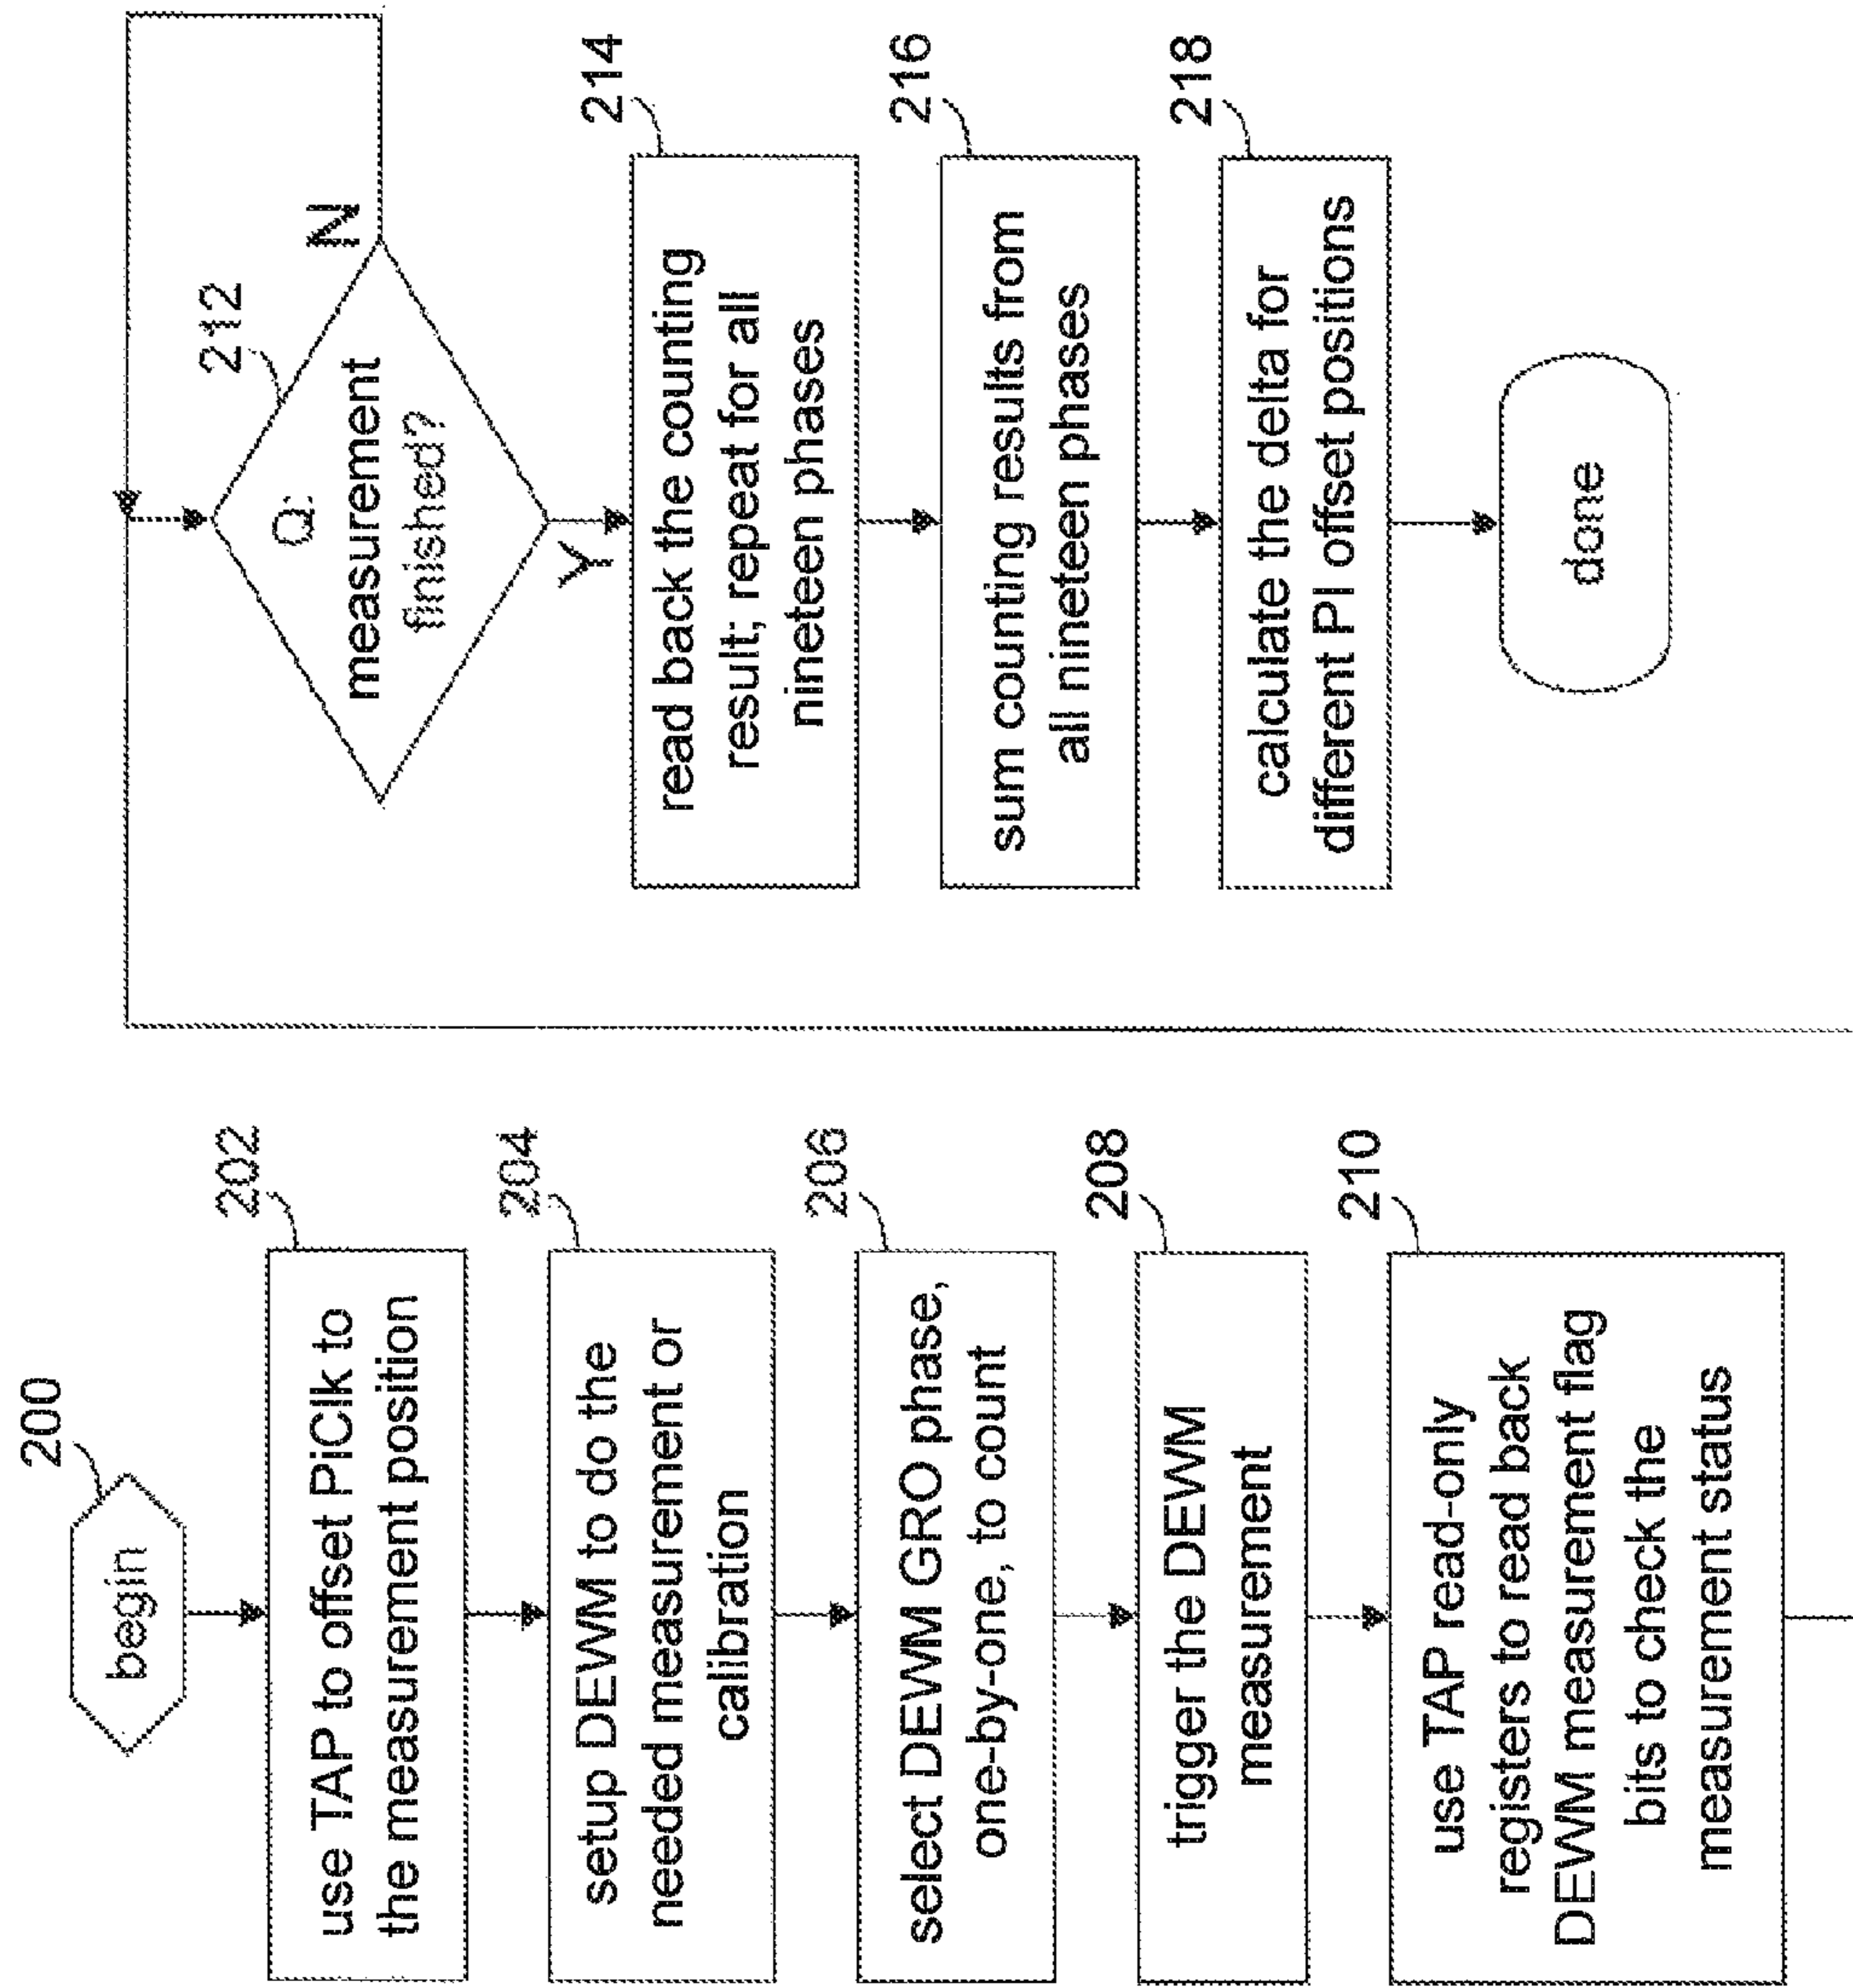 200
begin
202
use TAP to offset PiClk to
the measurement position
204
setup DEWM to do the
needed measurement or
calibration
206
select DEWM GRO phase,
one-by-one, to count
208
trigger the DEWM
measurement
210
use TAP read-only
registers to read back
DEWM measurement flag
bits to check the
measurement status
212
Q:
measurement
finished?
N
Y
214
read back the counting
result; repeat for all
nineteen phases
216
sum counting results from
all nineteen phases
218
calculate the delta for
different PI offset positions
done